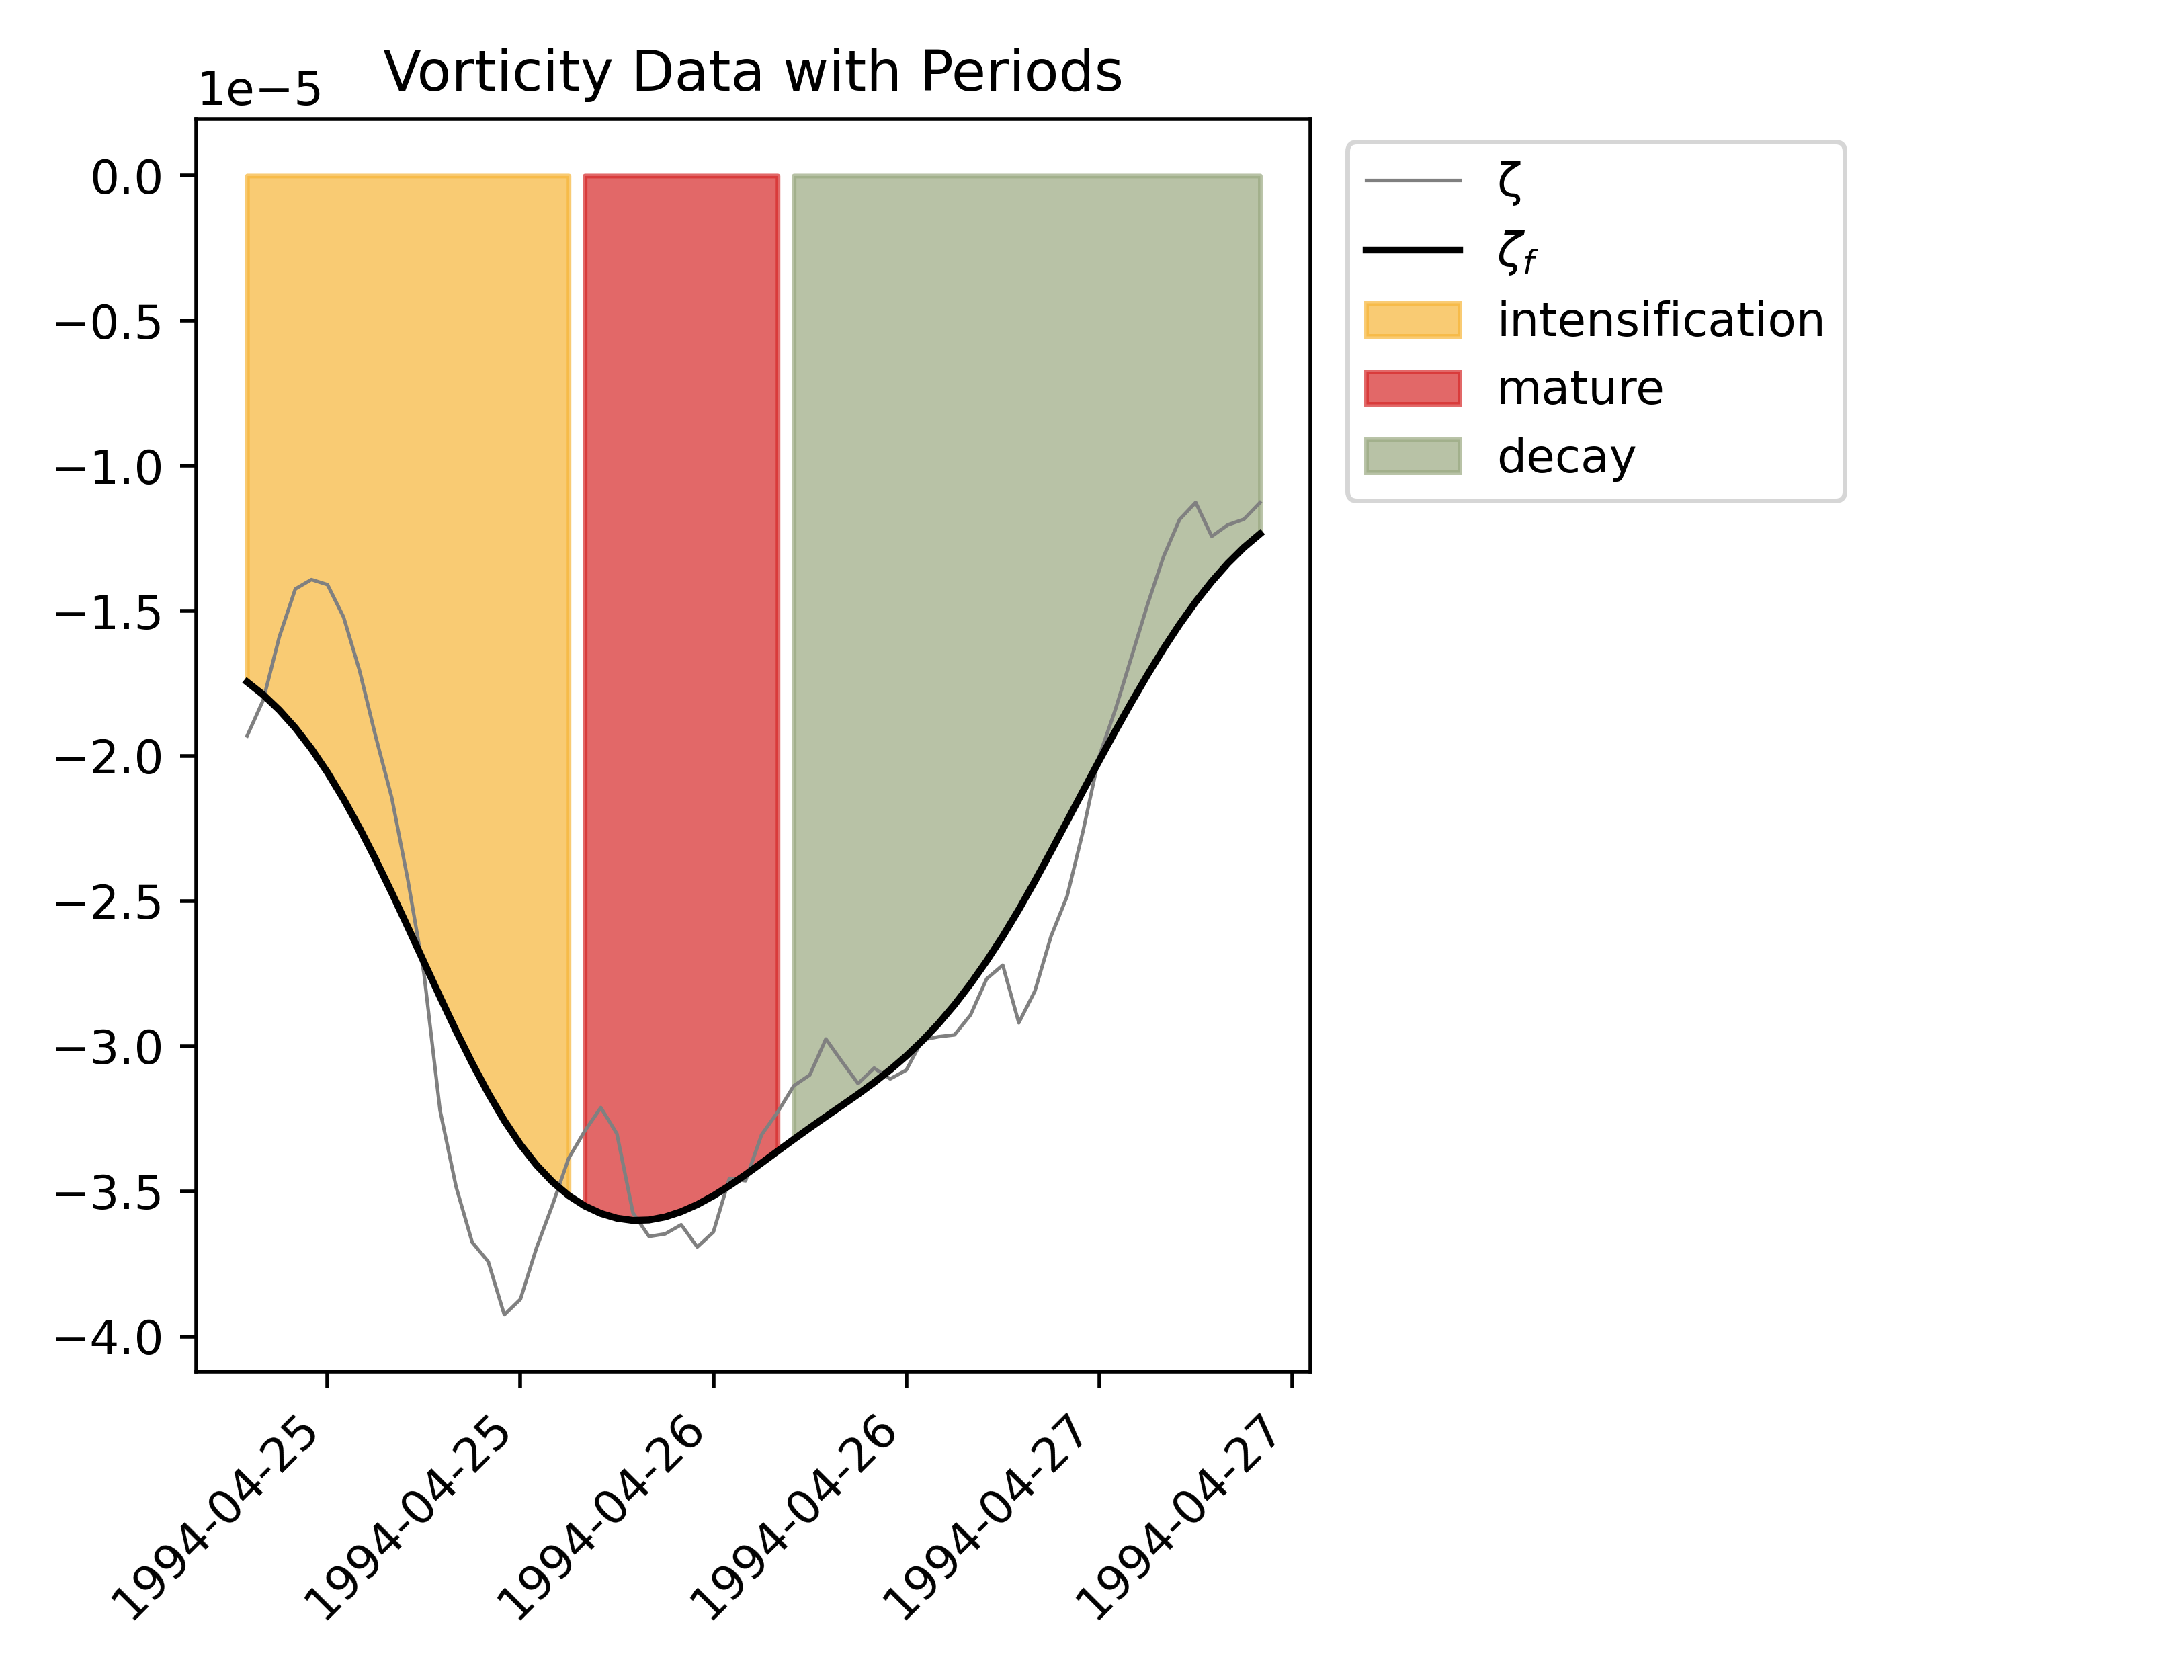 Vorticity Data with Periods
1e−5
0.0
−0.5
−1.0
−1.5
−2.0
−2.5
−3.0
−3.5
−4.0
1994-04-25
1994-04-25
1994-04-26
1994-04-26
1994-04-27
1994-04-27
ζ
ζf
intensification
mature
decay